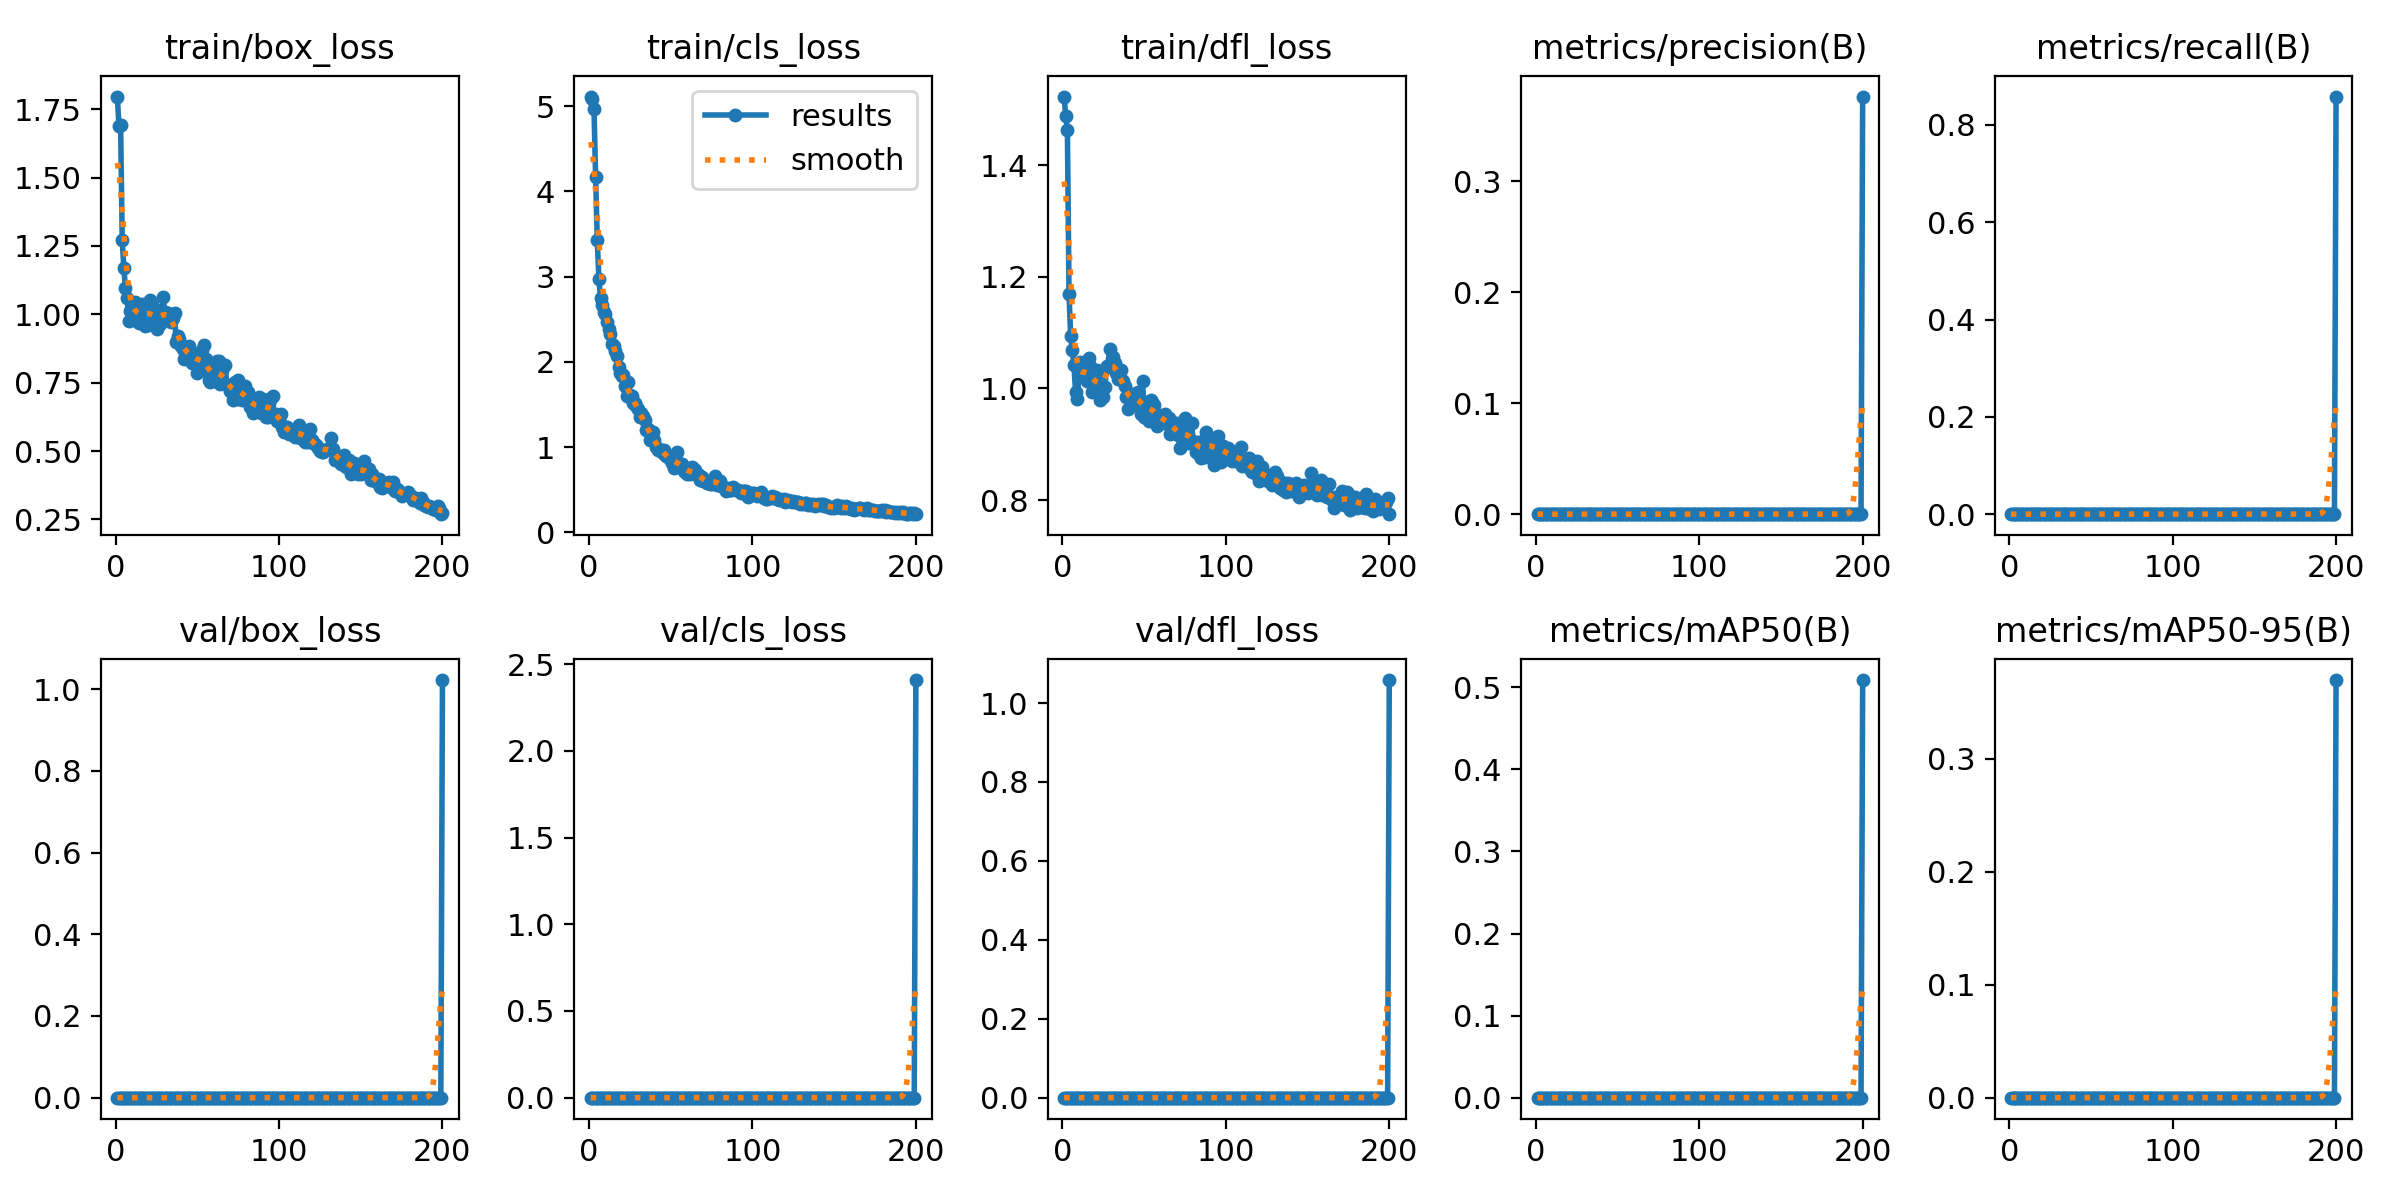 train/box_loss
1.75
1.50
1.25
1.00
0.75
0.50
0.25
0 100 200
train/cls_loss
results
smooth
5
4
3
2
1
0
0 100 200
train/dfl_loss
1.4
1.2
1.0
0.8
0 100 200
metrics/precision(B)
0.3
0.2
0.1
0.0
0 100 200
metrics/recall(B)
0.8
0.6
0.4
0.2
0.0
0 100 200
val/box_loss
1.0
0.8
0.6
0.4
0.2
0.0
0 100 200
val/cls_loss
2.5
2.0
1.5
1.0
0.5
0.0
0 100 200
val/dfl_loss
1.0
0.8
0.6
0.4
0.2
0.0
0 100 200
metrics/mAP50(B)
0.5
0.4
0.3
0.2
0.1
0.0
0 100 200
metrics/mAP50-95(B)
0.3
0.2
0.1
0.0
0 100 200